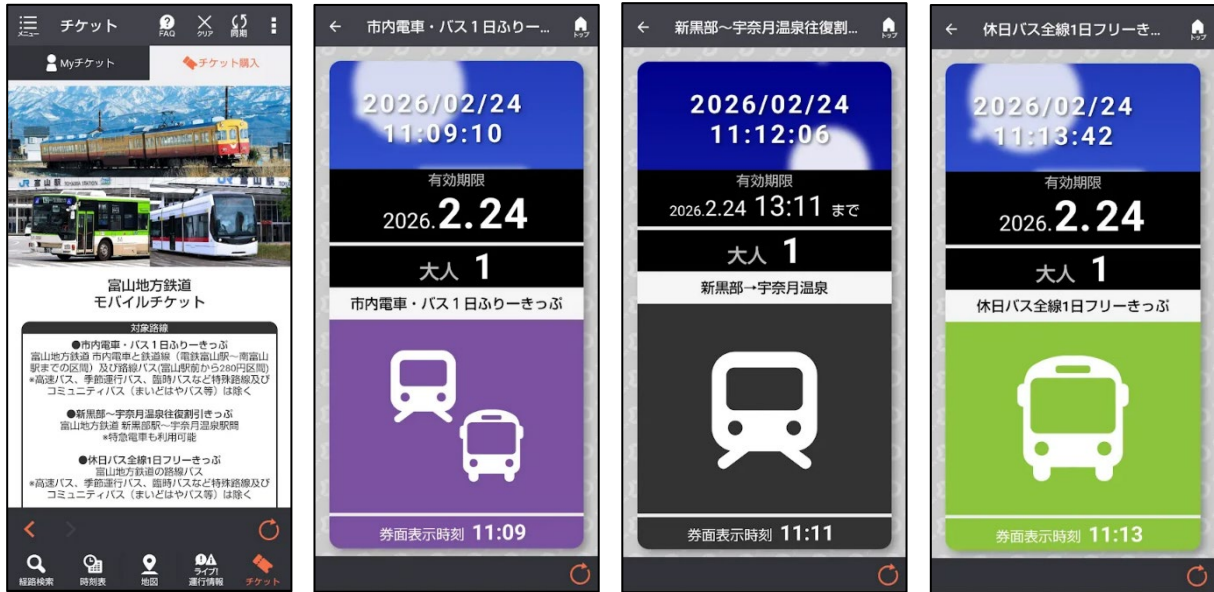 メニュー
チケット
FAQ
クリア
同期
Myチケット
チケット購入
JR 富山駅 TOYAMA STATION
富山地方鉄道
モバイルチケット
対象路線
●市内電車・バス1日ふりーきっぷ
富山地方鉄道 市内電車と鉄道線（電鉄富山駅～南富山
駅までの区間）及び路線バス(富山駅前から280円区間)
*高速バス、季節運行バス、臨時バスなど特殊路線及び
コミュニティバス（まいどはやバス等）は除く
●新黒部～宇奈月温泉往復割引きっぷ
富山地方鉄道 新黒部駅～宇奈月温泉駅間
*特急電車も利用可能
●休日バス全線1日フリーきっぷ
富山地方鉄道の路線バス
*高速バス、季節運行バス、臨時バスなど特殊路線及び
コミュニティバス（まいどはやバス等）は除く
経路検索
時刻表
地図
ライブ!
運行情報
チケット
市内電車・バス１日ふりー...
トップ
2026/02/24
11:09:10
有効期限
2026.2.24
大人 1
市内電車・バス１日ふりーきっぷ
券面表示時刻 11:09
新黒部～宇奈月温泉往復割...
トップ
2026/02/24
11:12:06
有効期限
2026.2.24 13:11 まで
大人 1
新黒部→宇奈月温泉
券面表示時刻 11:11
休日バス全線1日フリーき...
トップ
2026/02/24
11:13:42
有効期限
2026.2.24
大人 1
休日バス全線1日フリーきっぷ
券面表示時刻 11:13